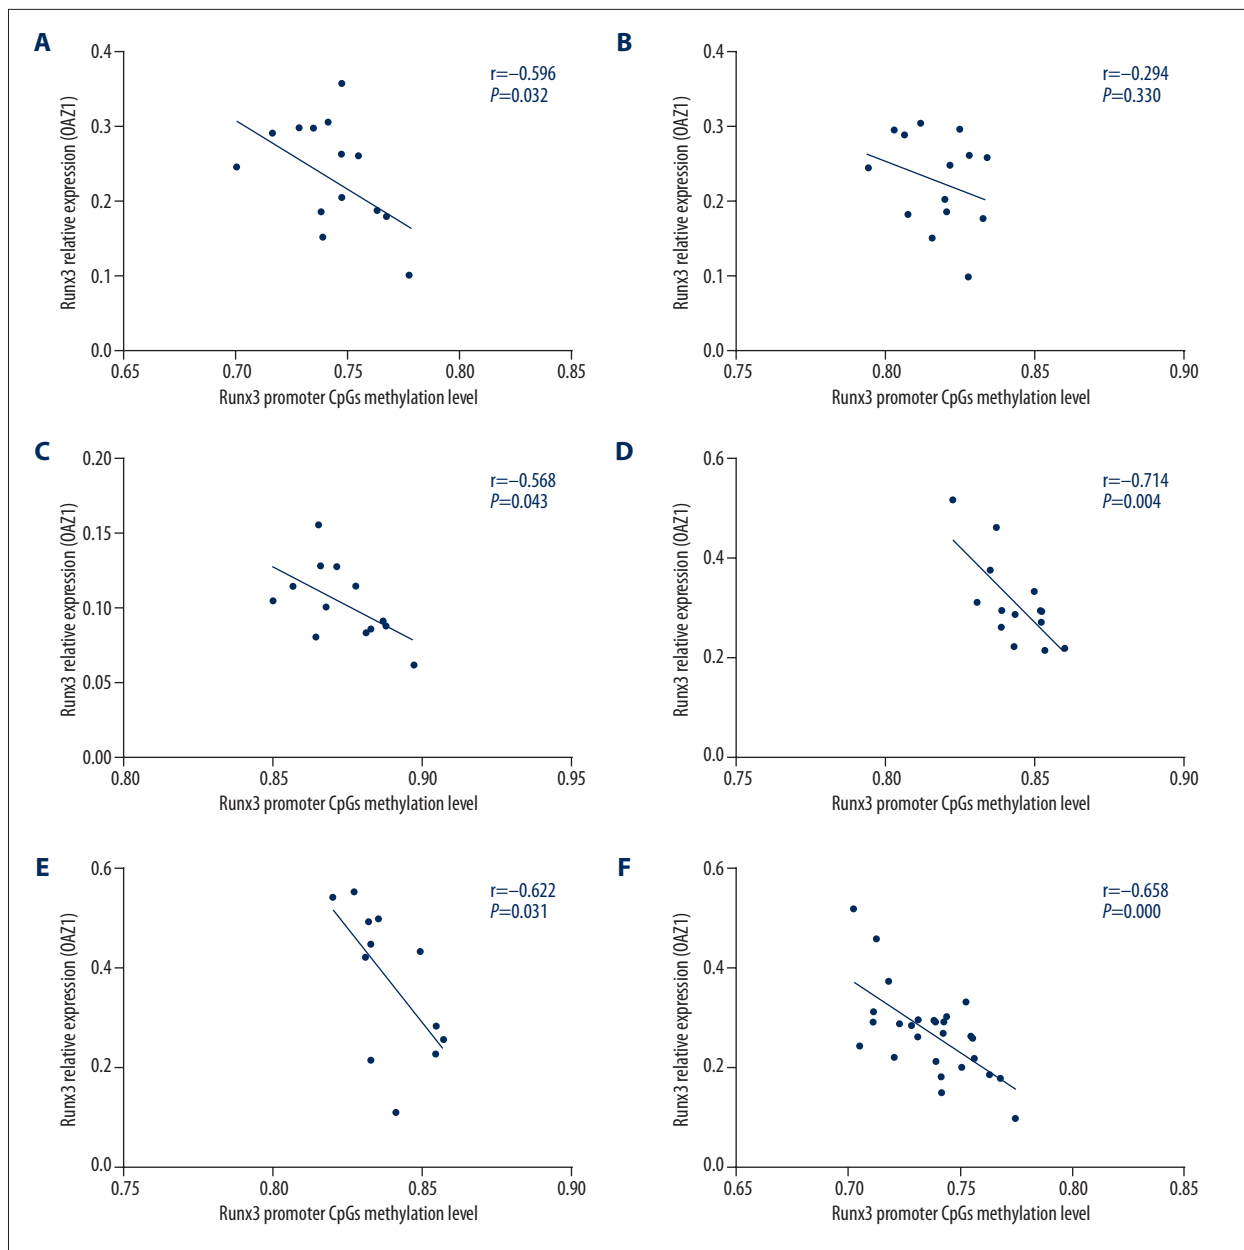 A
r=−0.596
P=0.032
Runx3 relative expression (OAZ1)
0.4
0.3
0.2
0.1
0.0
0.65 0.70 0.75 0.80 0.85
Runx3 promoter CpGs methylation level
B
r=−0.294
P=0.330
Runx3 relative expression (OAZ1)
0.4
0.3
0.2
0.1
0.0
0.75 0.80 0.85 0.90
Runx3 promoter CpGs methylation level
C
r=−0.568
P=0.043
Runx3 relative expression (OAZ1)
0.20
0.15
0.10
0.05
0.00
0.80 0.85 0.90 0.95
Runx3 promoter CpGs methylation level
D
r=−0.714
P=0.004
Runx3 relative expression (OAZ1)
0.6
0.4
0.2
0.0
0.75 0.80 0.85 0.90
Runx3 promoter CpGs methylation level
E
r=−0.622
P=0.031
Runx3 relative expression (OAZ1)
0.6
0.4
0.2
0.0
0.75 0.80 0.85 0.90
Runx3 promoter CpGs methylation level
F
r=−0.658
P=0.000
Runx3 relative expression (OAZ1)
0.6
0.4
0.2
0.0
0.65 0.70 0.75 0.80 0.85
Runx3 promoter CpGs methylation level